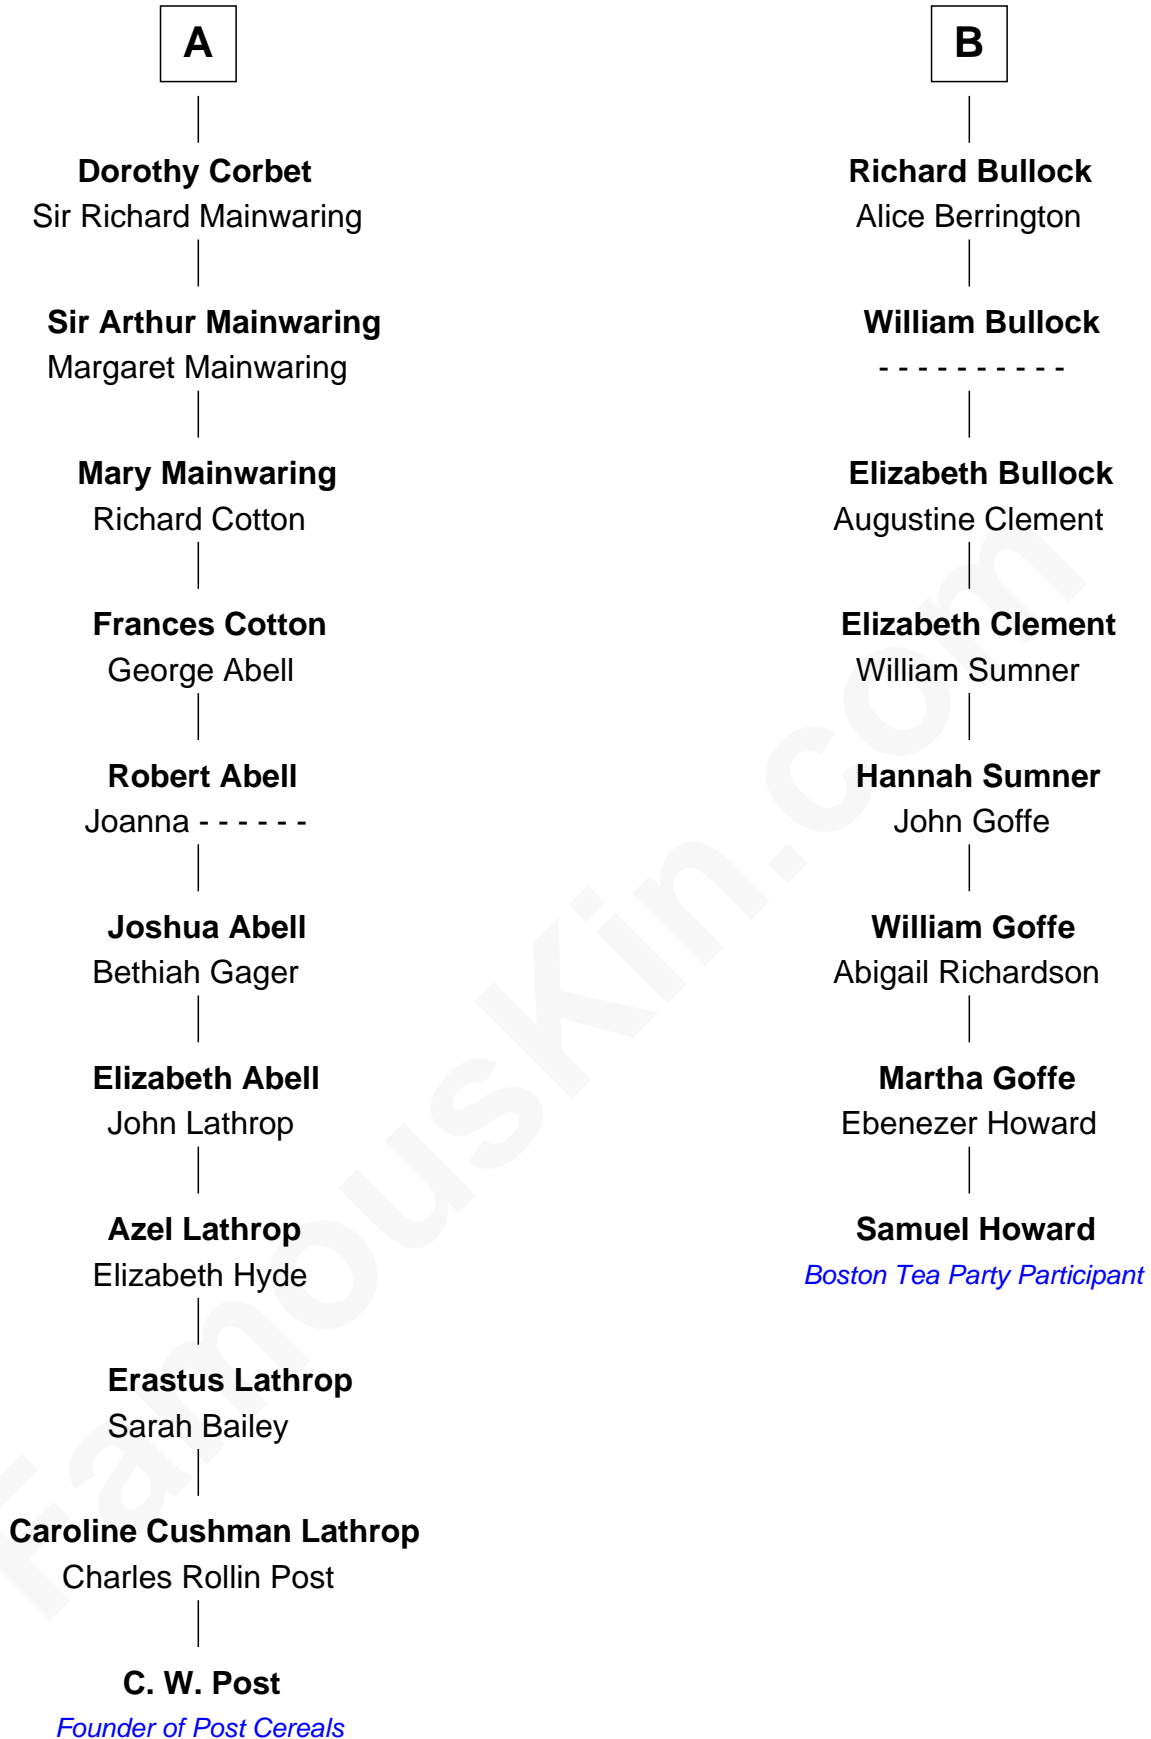 A
Dorothy Corbet
Sir Richard Mainwaring
Sir Arthur Mainwaring
Margaret Mainwaring
Mary Mainwaring
Richard Cotton
Frances Cotton
George Abell
Robert Abell
Joanna - - - - - -
Joshua Abell
Bethiah Gager
Elizabeth Abell
John Lathrop
Azel Lathrop
Elizabeth Hyde
Erastus Lathrop
Sarah Bailey
Caroline Cushman Lathrop
Charles Rollin Post
C. W. Post
Founder of Post Cereals
B
Richard Bullock
Alice Berrington
William Bullock
- - - - - - - - - -
Elizabeth Bullock
Augustine Clement
Elizabeth Clement
William Sumner
Hannah Sumner
John Goffe
William Goffe
Abigail Richardson
Martha Goffe
Ebenezer Howard
Samuel Howard
Boston Tea Party Participant
FamousKin.com